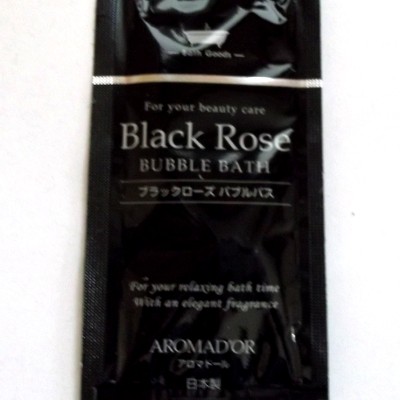 — Bath Goods —
For your beauty care
Black Rose
BUBBLE BATH
ブラックローズ バブルバス
For your relaxing bath time
With an elegant fragrance
AROMAD'OR
アロマドール
日本製